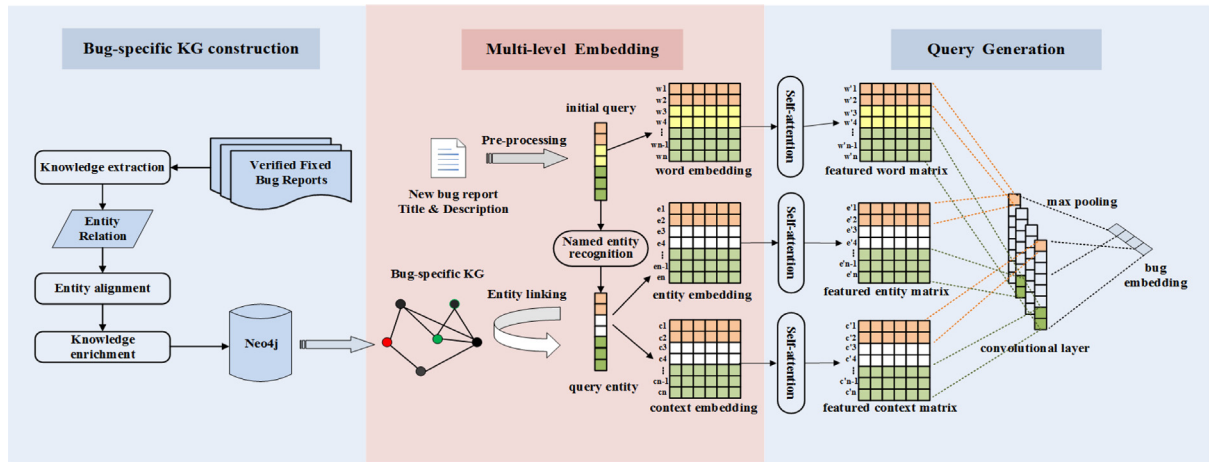 Bug-specific KG construction
Knowledge extraction
Verified Fixed
Bug Reports
Entity
Relation
Entity alignment
Knowledge
enrichment
Neo4j
Multi-level Embedding
New bug report
Title & Description
Pre-processing
initial query
Named entity
recognition
Bug-specific KG
Entity linking
query entity
w1
w2
w3
w4
⋮
wn-1
wn
word embedding
e1
e2
e3
e4
⋮
en-1
en
entity embedding
c1
c2
c3
c4
⋮
cn-1
cn
context embedding
Query Generation
Self-attention
Self-attention
Self-attention
w'1
w'2
w'3
w'4
⋮
w'n-1
w'n
featured word matrix
e'1
e'2
e'3
e'4
⋮
e'n-1
e'n
featured entity matrix
c'1
c'2
c'3
c'4
⋮
c'n-1
c'n
featured context matrix
max pooling
bug
embedding
convolutional layer